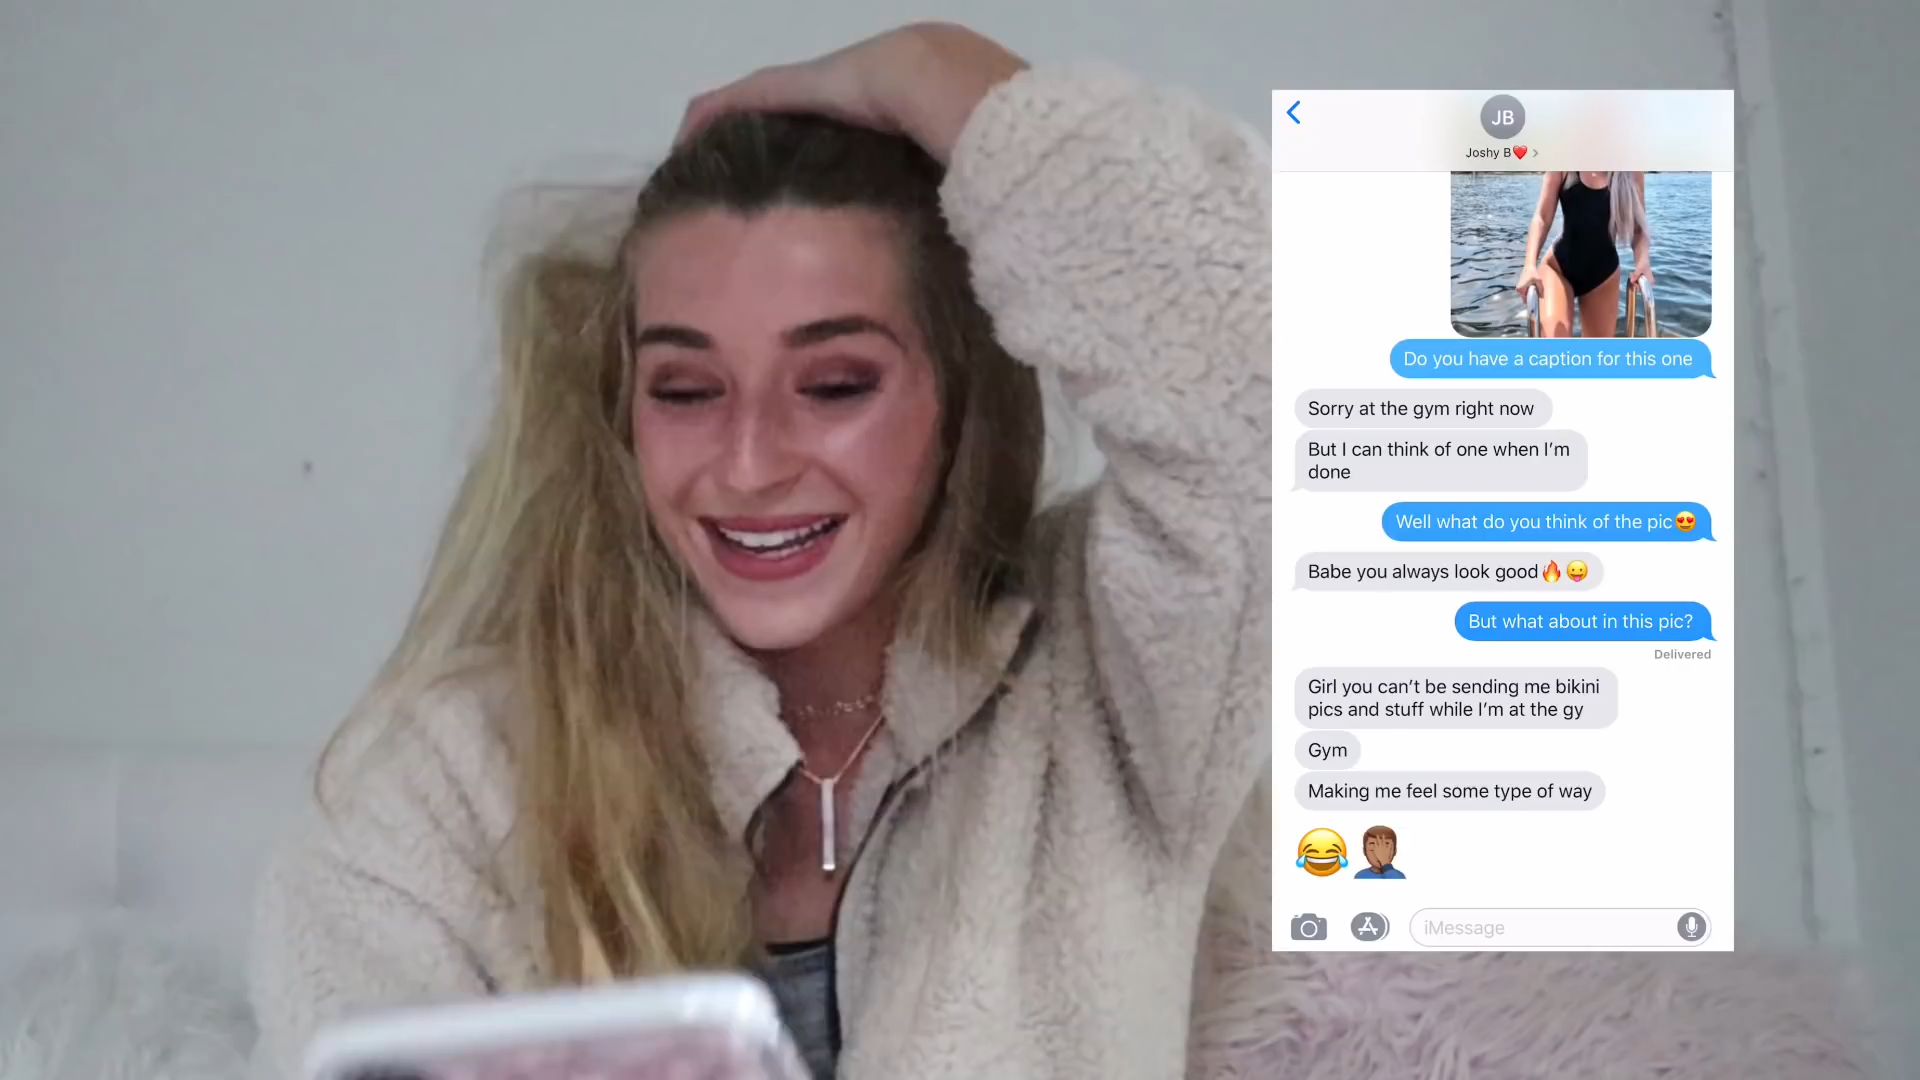 JB
Joshy B❤️ >
Do you have a caption for this one
Sorry at the gym right now
But I can think of one when I’m
done
Well what do you think of the pic😍
Babe you always look good🔥😛
But what about in this pic?
Delivered
Girl you can’t be sending me bikini
pics and stuff while I’m at the gy
Gym
Making me feel some type of way
😂🤦🏾‍♂️
iMessage